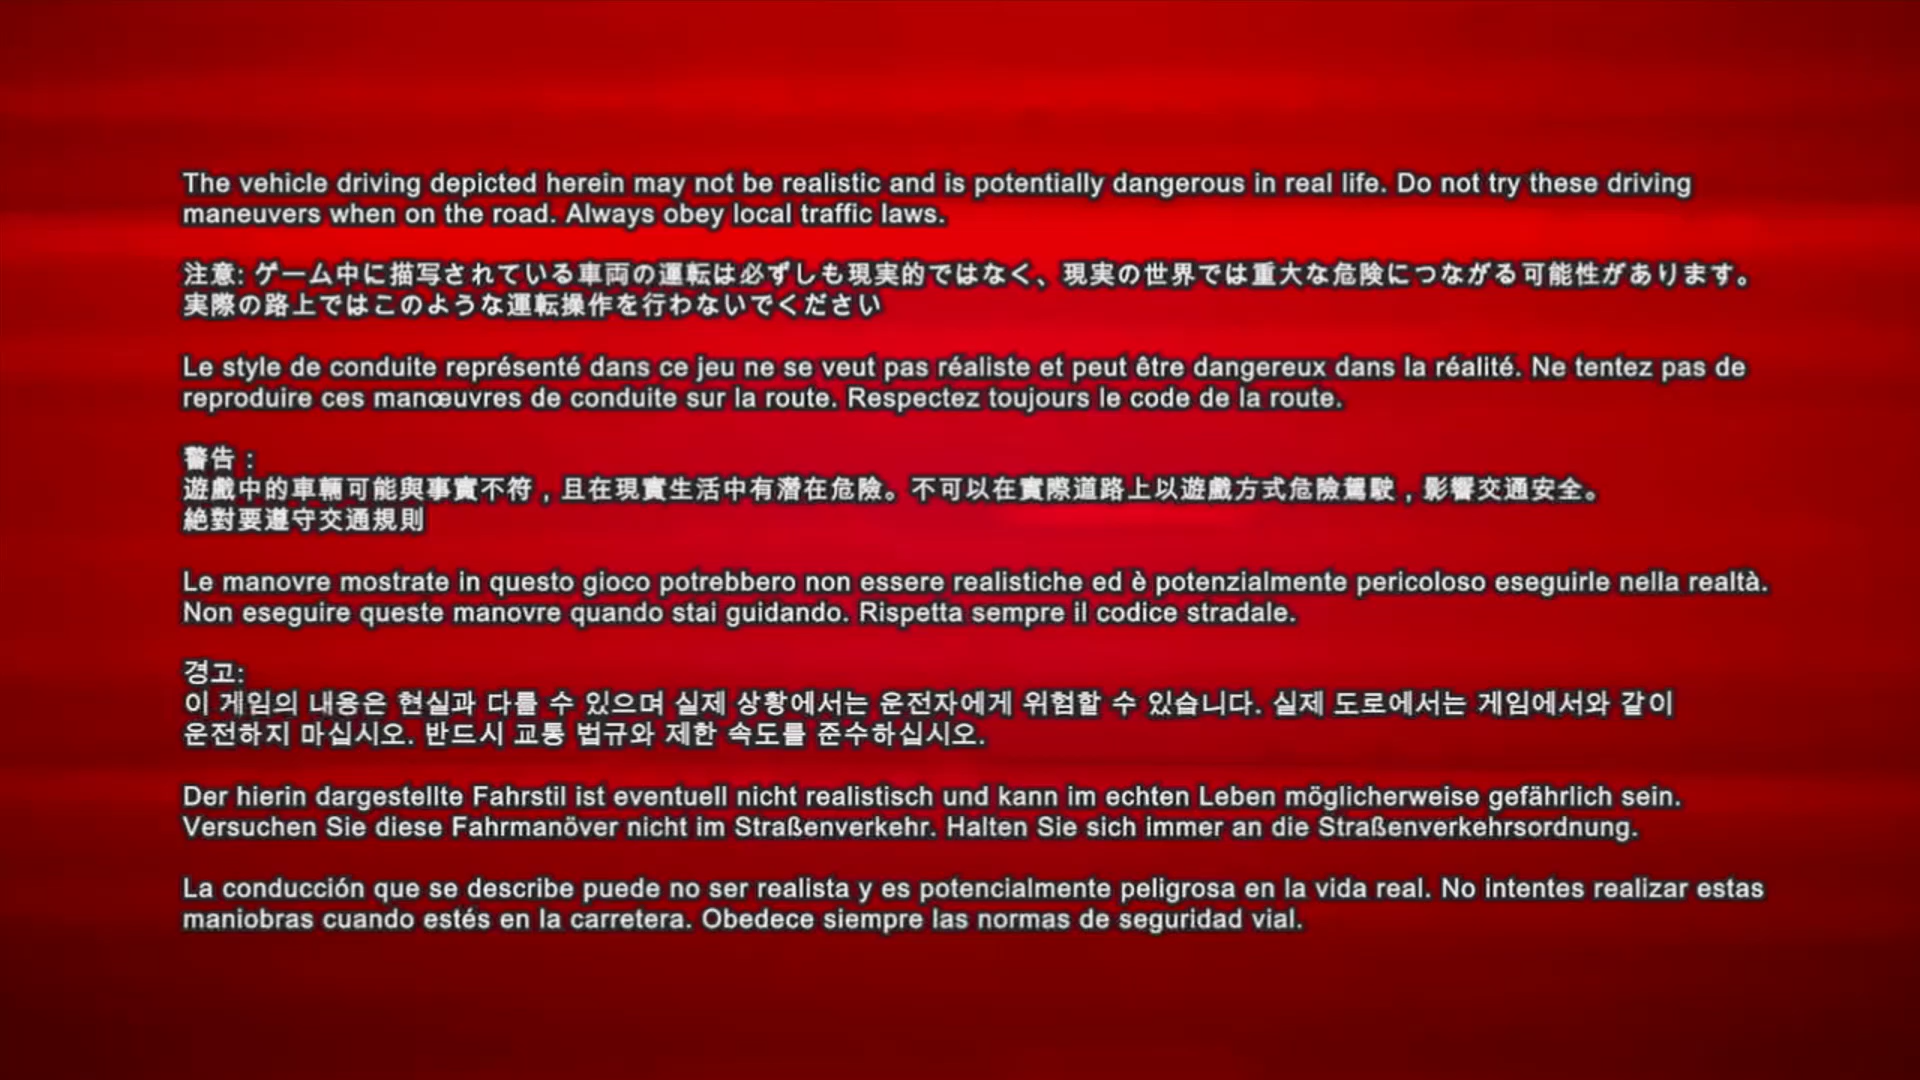 The vehicle driving depicted herein may not be realistic and is potentially dangerous in real life. Do not try these driving
maneuvers when on the road. Always obey local traffic laws.
注意: ゲーム中に描写されている車両の運転は必ずしも現実的ではなく、現実の世界では重大な危険につながる可能性があります。
実際の路上ではこのような運転操作を行わないでください
Le style de conduite représenté dans ce jeu ne se veut pas réaliste et peut être dangereux dans la réalité. Ne tentez pas de
reproduire ces manœuvres de conduite sur la route. Respectez toujours le code de la route.
警告：
遊戲中的車輛可能與事實不符，且在現實生活中有潛在危險。不可以在實際道路上以遊戲方式危險駕駛，影響交通安全。
絕對要遵守交通規則
Le manovre mostrate in questo gioco potrebbero non essere realistiche ed è potenzialmente pericoloso eseguirle nella realtà.
Non eseguire queste manovre quando stai guidando. Rispetta sempre il codice stradale.
경고:
이 게임의 내용은 현실과 다를 수 있으며 실제 상황에서는 운전자에게 위험할 수 있습니다. 실제 도로에서는 게임에서와 같이
운전하지 마십시오. 반드시 교통 법규와 제한 속도를 준수하십시오.
Der hierin dargestellte Fahrstil ist eventuell nicht realistisch und kann im echten Leben möglicherweise gefährlich sein.
Versuchen Sie diese Fahrmanöver nicht im Straßenverkehr. Halten Sie sich immer an die Straßenverkehrsordnung.
La conducción que se describe puede no ser realista y es potencialmente peligrosa en la vida real. No intentes realizar estas
maniobras cuando estés en la carretera. Obedece siempre las normas de seguridad vial.